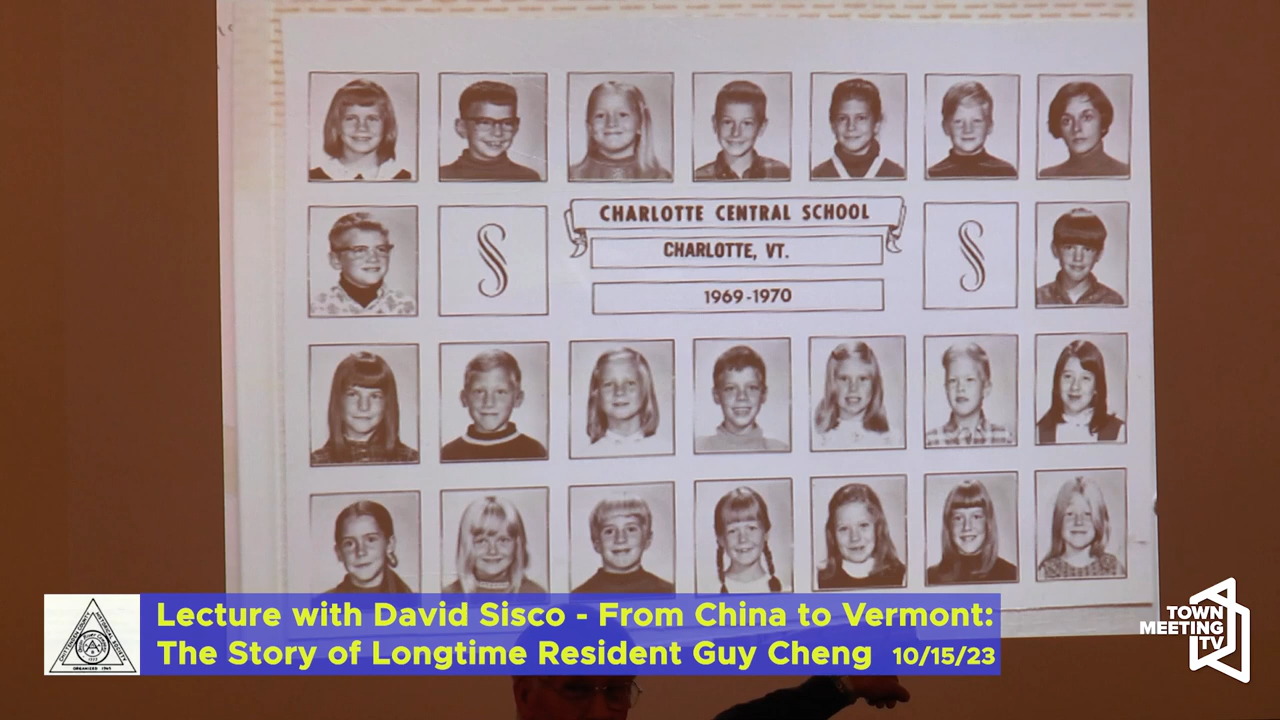 CHARLOTTE CENTRAL SCHOOL
CHARLOTTE, VT.
1969-1970
Lecture with David Sisco - From China to Vermont:
The Story of Longtime Resident Guy Cheng 10/15/23
TOWN
MEETING
TV